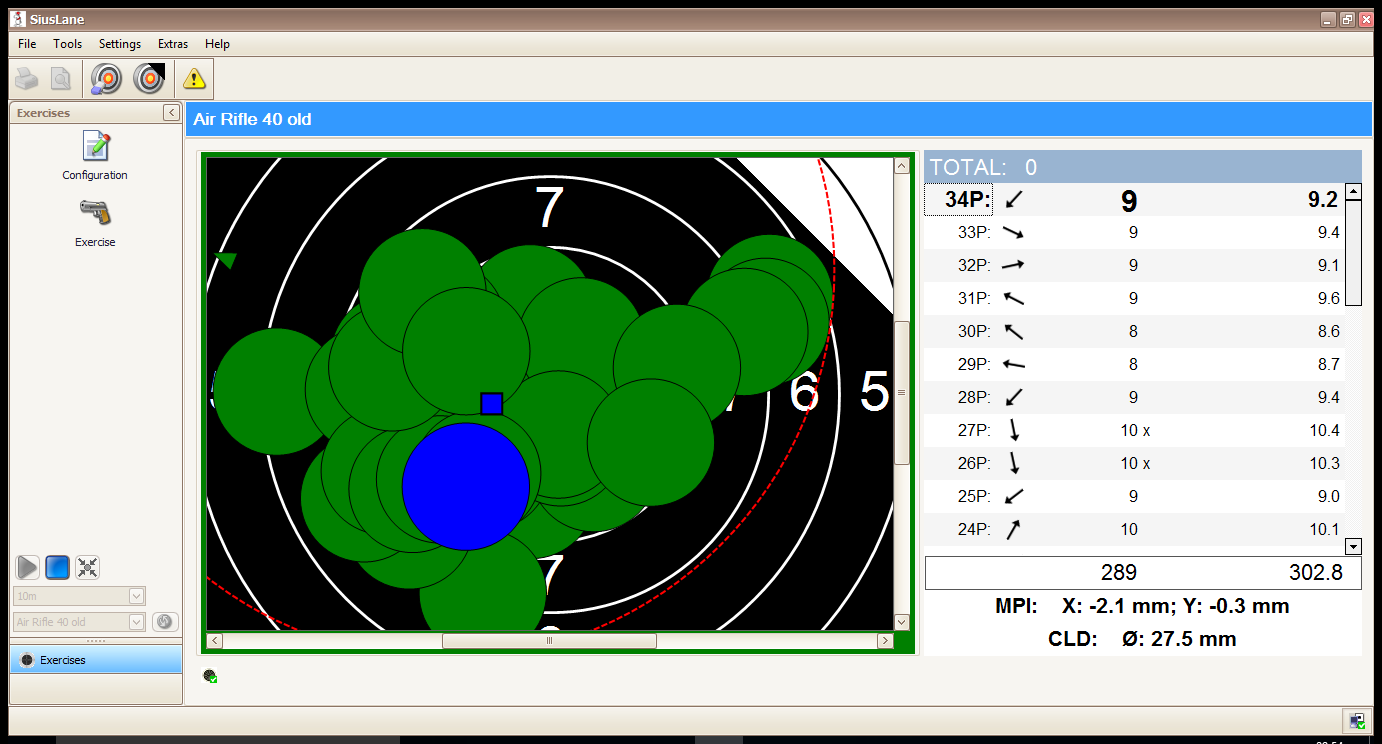 SiusLane
File Tools Settings Extras Help
Exercises
Configuration
Exercise
10m
Air Rifle 40 old
Exercises
Air Rifle 40 old
7
6 5
7
TOTAL: 0
34P: 9 9.2
33P: 9 9.4
32P: 9 9.1
31P: 9 9.6
30P: 8 8.6
29P: 8 8.7
28P: 9 9.4
27P: 10 x 10.4
26P: 10 x 10.3
25P: 9 9.0
24P: 10 10.1
289 302.8
MPI: X: -2.1 mm; Y: -0.3 mm
CLD: Ø: 27.5 mm